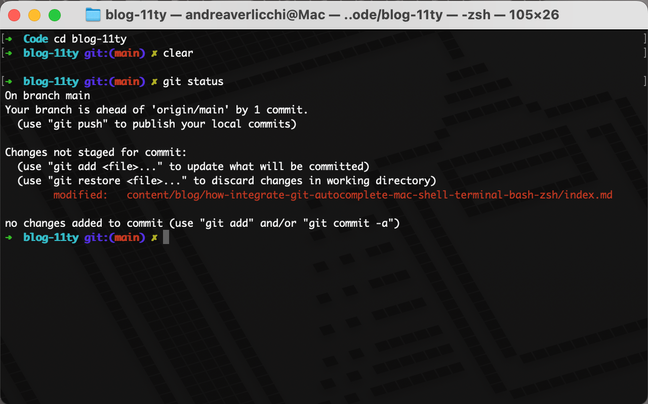 blog-11ty — andreaverlicchi@Mac — ..ode/blog-11ty — -zsh — 105×26
[➜  Code cd blog-11ty ]
[➜  blog-11ty git:(main) ✗ clear ]
[➜  blog-11ty git:(main) ✗ git status ]
On branch main
Your branch is ahead of 'origin/main' by 1 commit.
  (use "git push" to publish your local commits)
Changes not staged for commit:
  (use "git add <file>..." to update what will be committed)
  (use "git restore <file>..." to discard changes in working directory)
        modified:   content/blog/how-integrate-git-autocomplete-mac-shell-terminal-bash-zsh/index.md
no changes added to commit (use "git add" and/or "git commit -a")
➜  blog-11ty git:(main) ✗